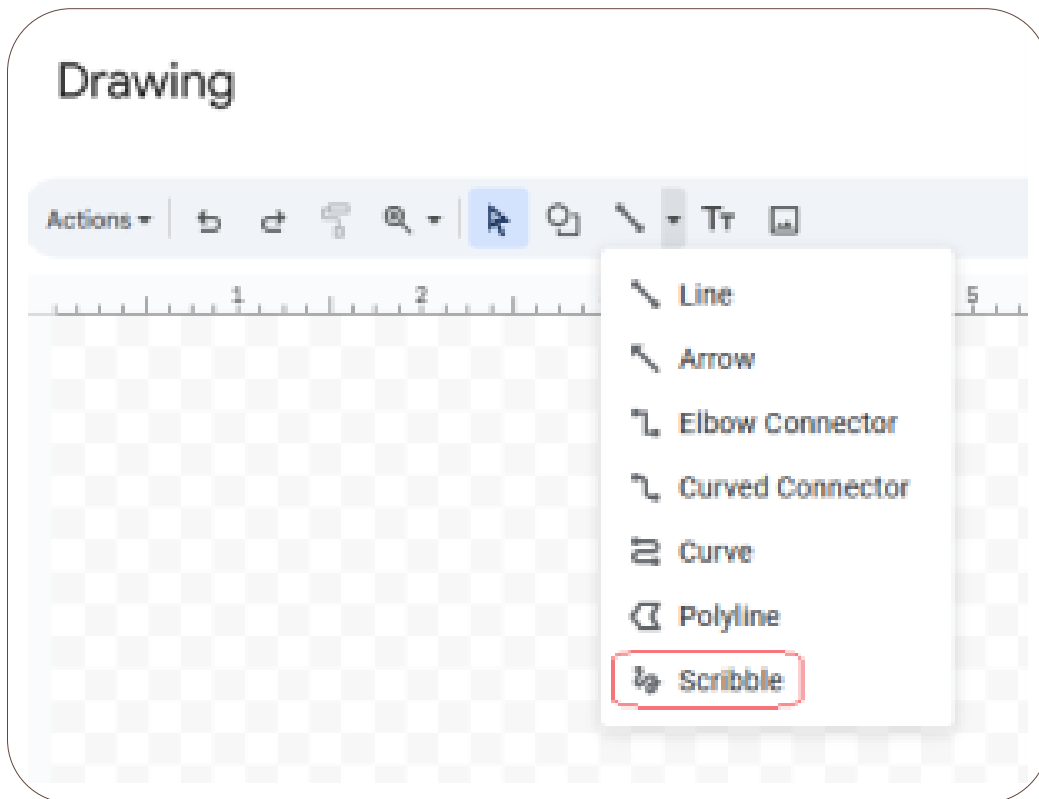 Drawing
Actions
1 2 5
Line
Arrow
Elbow Connector
Curved Connector
Curve
Polyline
Scribble